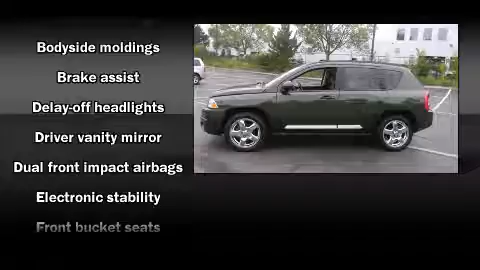 Bodyside moldings
Brake assist
Delay-off headlights
Driver vanity mirror
Dual front impact airbags
Electronic stability
Front bucket seats